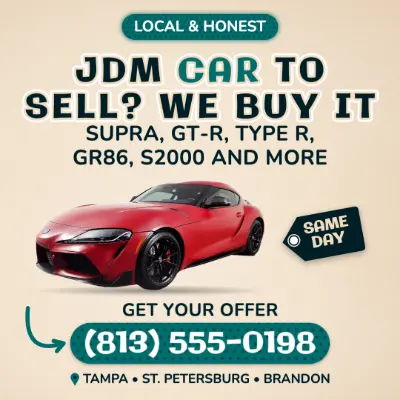 LOCAL & HONEST
JDM CAR TO
SELL? WE BUY IT
SUPRA, GT-R, TYPE R,
GR86, S2000 AND MORE
SAME
DAY
GET YOUR OFFER
(813) 555-0198
TAMPA • ST. PETERSBURG • BRANDON